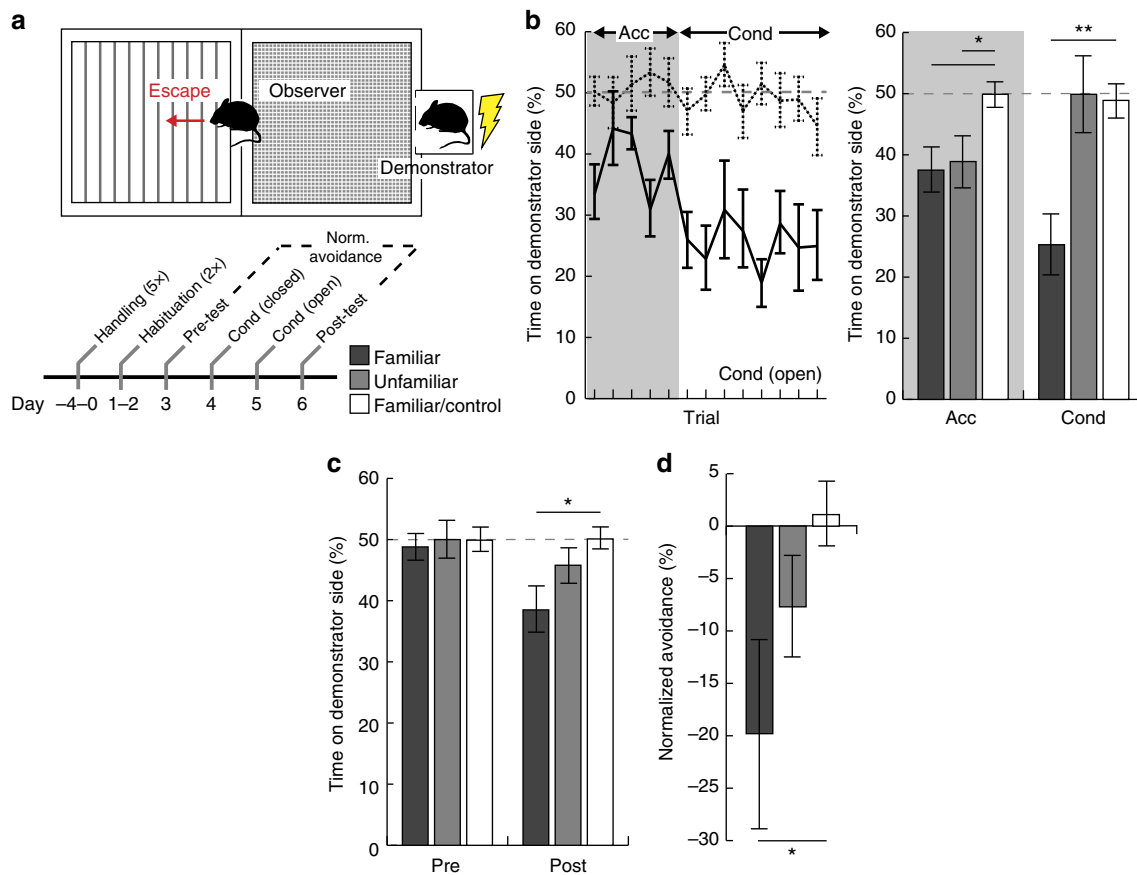 a
Escape
Observer
Demonstrator
Norm.
avoidance
Handling (5×)
Habituation (2×)
Pre-test
Cond (closed)
Cond (open)
Post-test
Day –4–0 1–2 3 4 5 6
Familiar
Unfamiliar
Familiar/control
b
Time on demonstrator side (%)
60
50
40
30
20
10
0
Acc
Cond
Cond (open)
Trial
Time on demonstrator side (%)
60
50
40
30
20
10
0
*
**
Acc Cond
c
Time on demonstrator side (%)
60
50
40
30
20
10
0
*
Pre Post
d
Normalized avoidance (%)
5
0
–5
–10
–15
–20
–25
–30
*